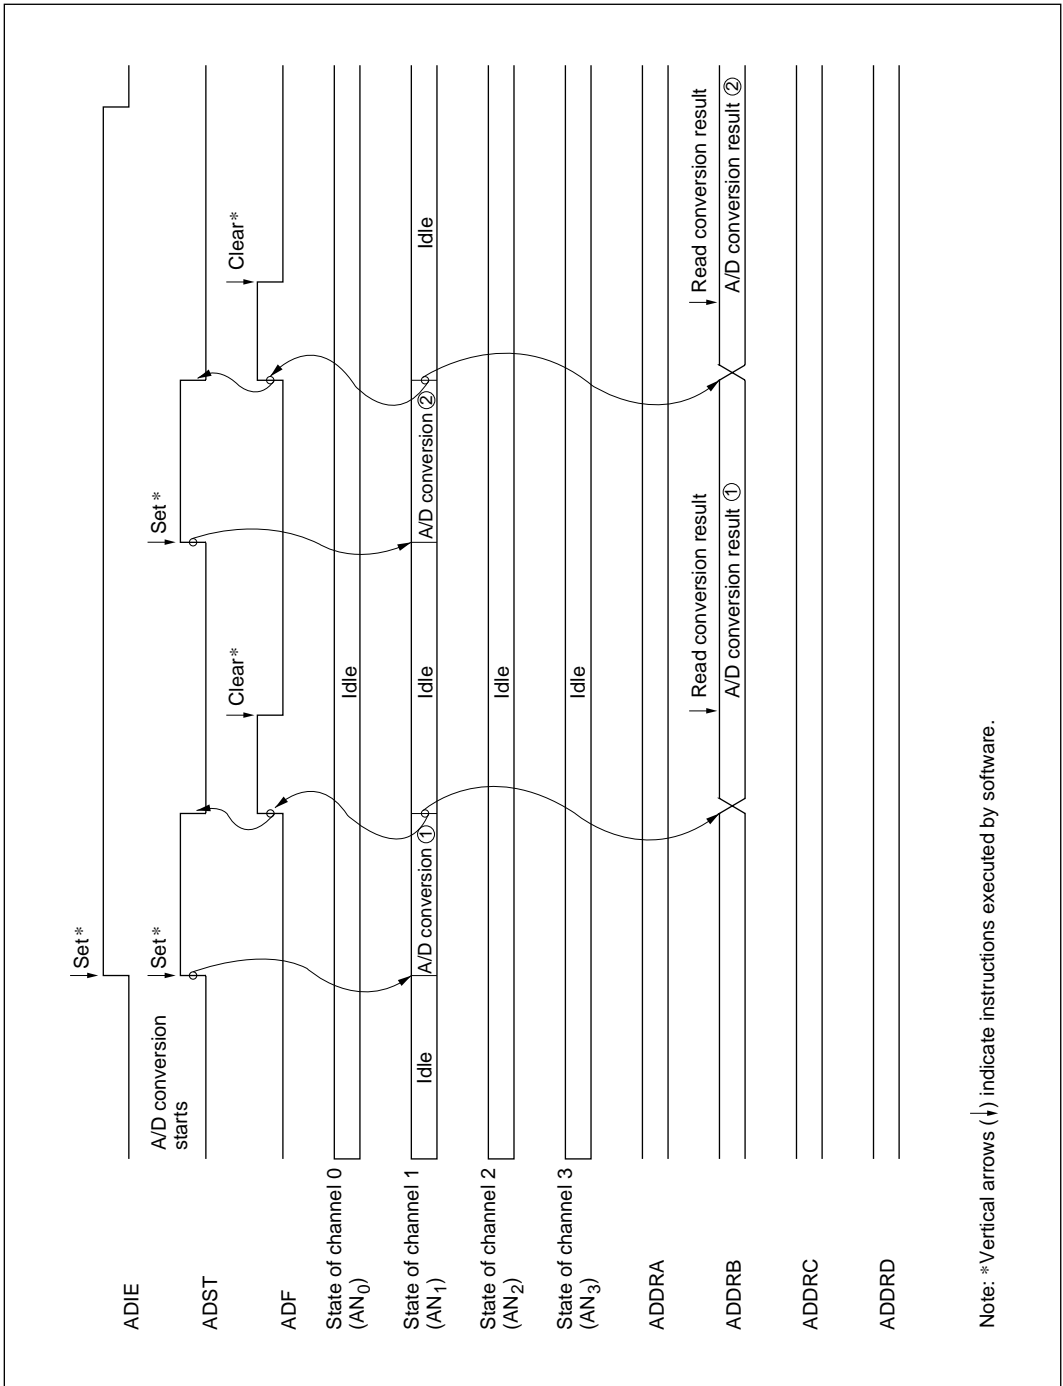 ADIE
Set*
ADST
A/D conversion
starts
Set*
Set*
ADF
Clear*
Clear*
State of channel 0
(AN0)
Idle
State of channel 1
(AN1)
Idle
A/D conversion ①
Idle
A/D conversion ②
Idle
State of channel 2
(AN2)
Idle
State of channel 3
(AN3)
Idle
ADDRA
ADDRB
Read conversion result
A/D conversion result ①
Read conversion result
A/D conversion result ②
ADDRC
ADDRD
Note: *Vertical arrows (↓) indicate instructions executed by software.